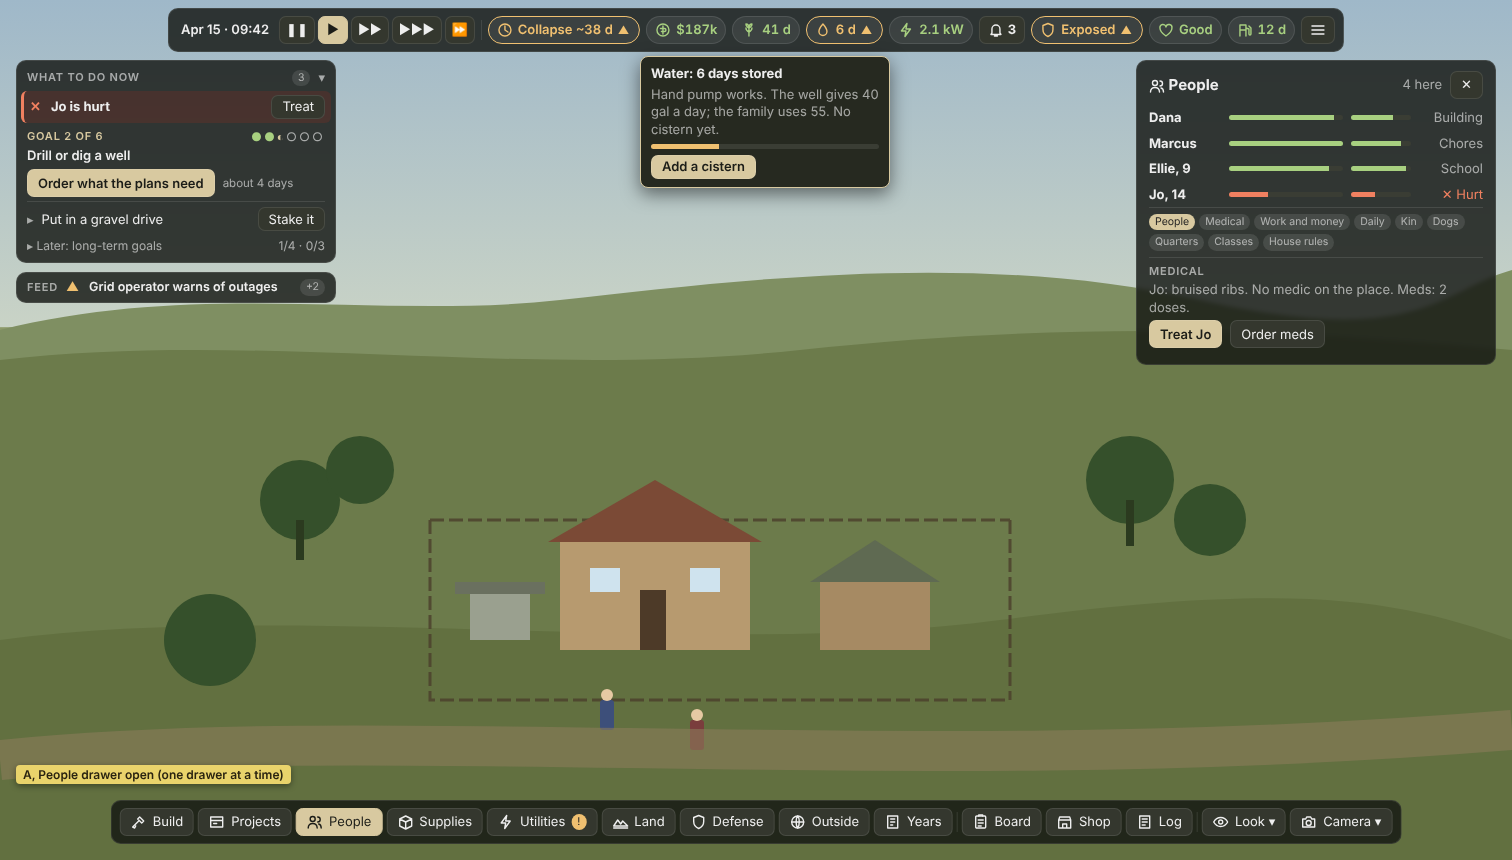 Apr 15 · 09:42
Collapse ~38 d
$187k
41 d
6 d
2.1 kW
3
Exposed
Good
12 d
WHAT TO DO NOW 3
Jo is hurt Treat
GOAL 2 OF 6
Drill or dig a well
Order what the plans need about 4 days
Put in a gravel drive Stake it
Later: long-term goals 1/4 · 0/3
FEED Grid operator warns of outages +2
Water: 6 days stored
Hand pump works. The well gives 40
gal a day; the family uses 55. No
cistern yet.
Add a cistern
People 4 here
Dana Building
Marcus Chores
Ellie, 9 School
Jo, 14 Hurt
People Medical Work and money Daily Kin Dogs
Quarters Classes House rules
MEDICAL
Jo: bruised ribs. No medic on the place. Meds: 2
doses.
Treat Jo Order meds
A, People drawer open (one drawer at a time)
Build Projects People Supplies Utilities ! Land Defense Outside Years Board Shop Log Look Camera